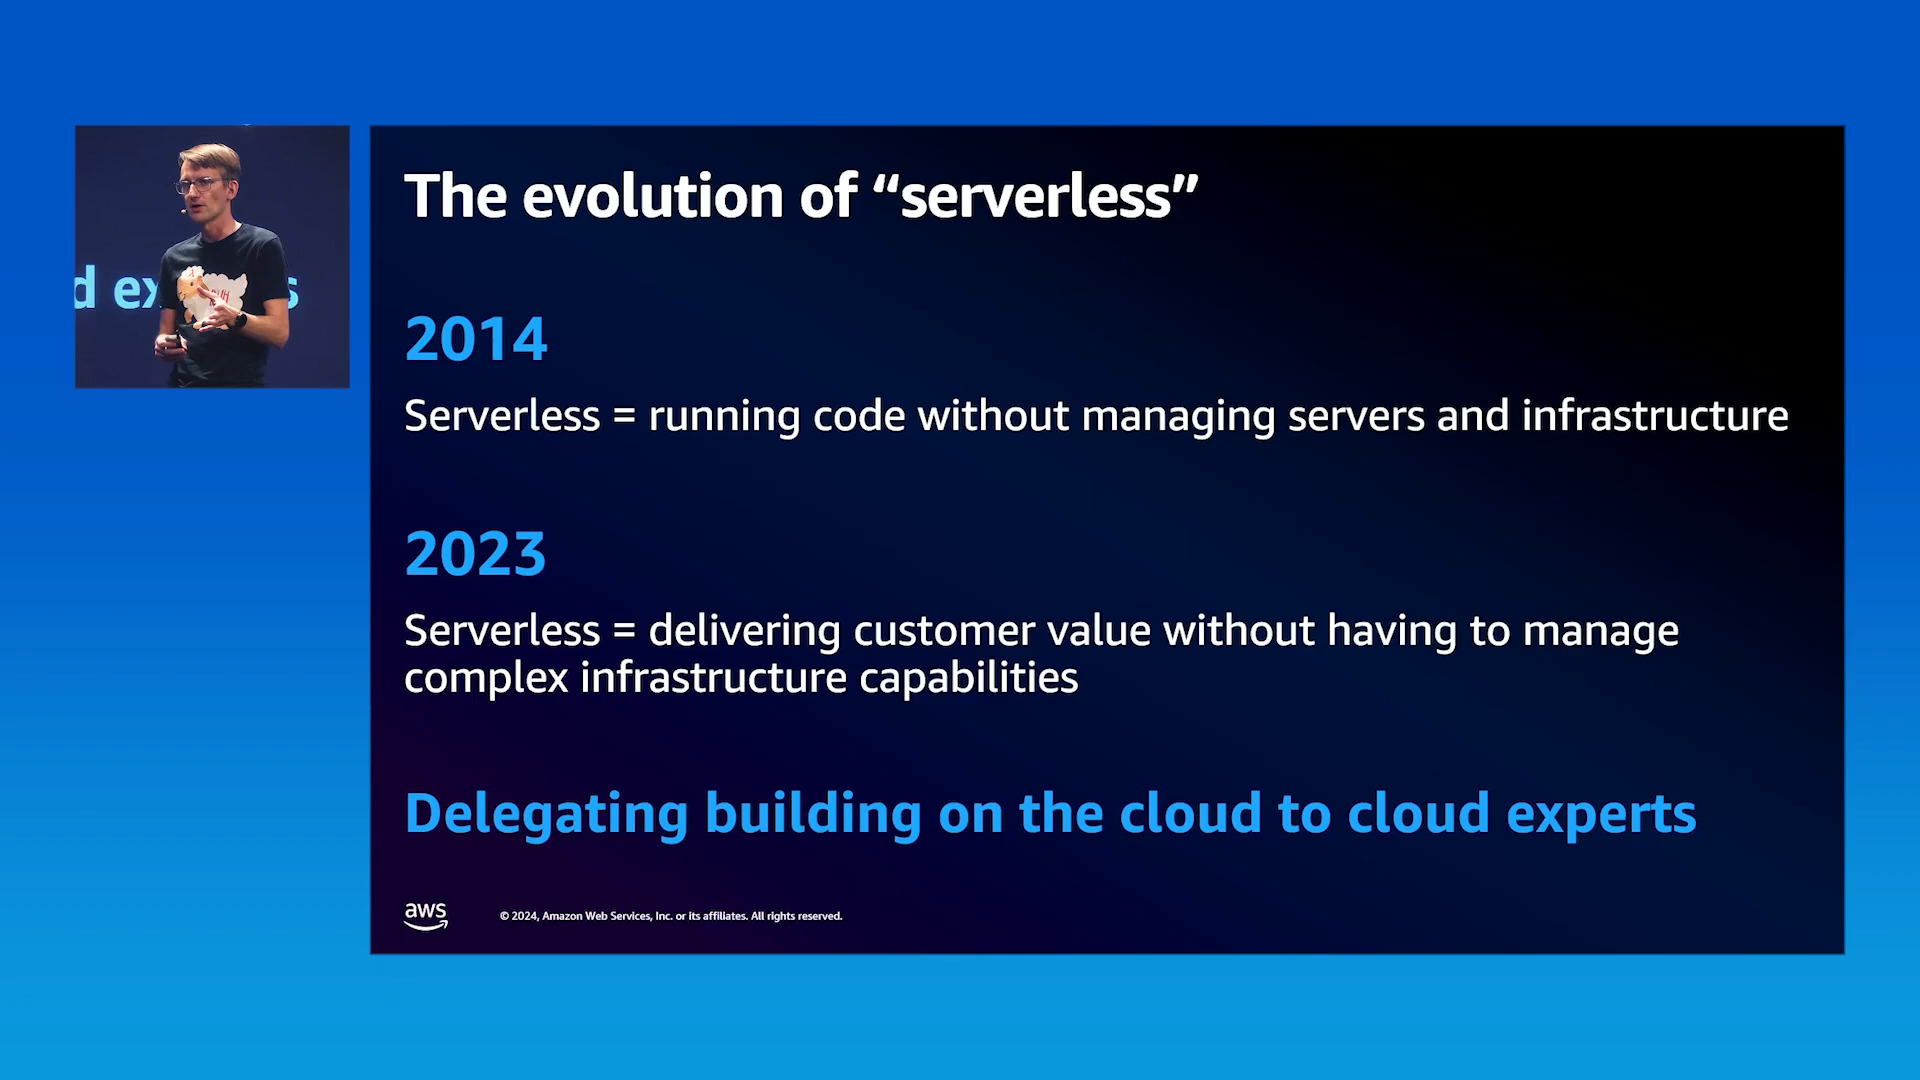 The evolution of “serverless”
2014
Serverless = running code without managing servers and infrastructure
2023
Serverless = delivering customer value without having to manage
complex infrastructure capabilities
Delegating building on the cloud to cloud experts
aws
© 2024, Amazon Web Services, Inc. or its affiliates. All rights reserved.
d ex s